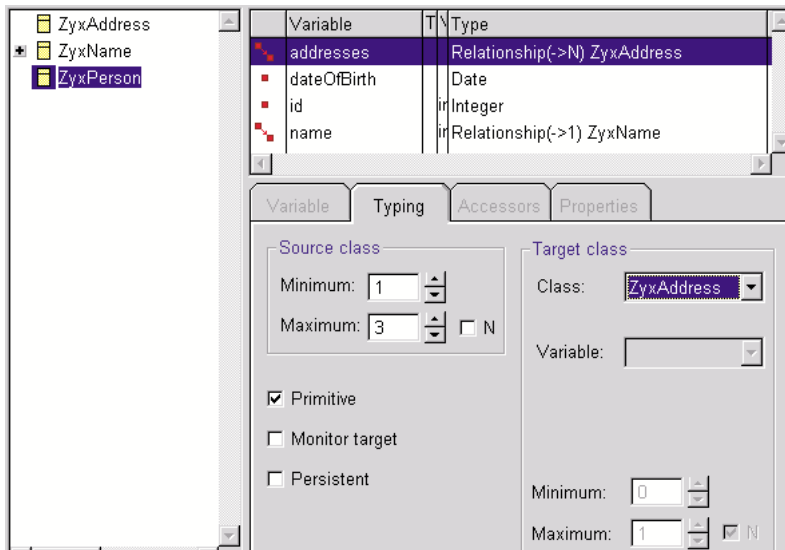 ZyxAddress
ZyxName
ZyxPerson
Variable T V Type
addresses Relationship(->N) ZyxAddress
dateOfBirth Date
id in Integer
name in Relationship(->1) ZyxName
Variable Typing Accessors Properties
Source class
Minimum: 1
Maximum: 3 N
Primitive
Monitor target
Persistent
Target class
Class: ZyxAddress
Variable:
Minimum: 0
Maximum: 1 N